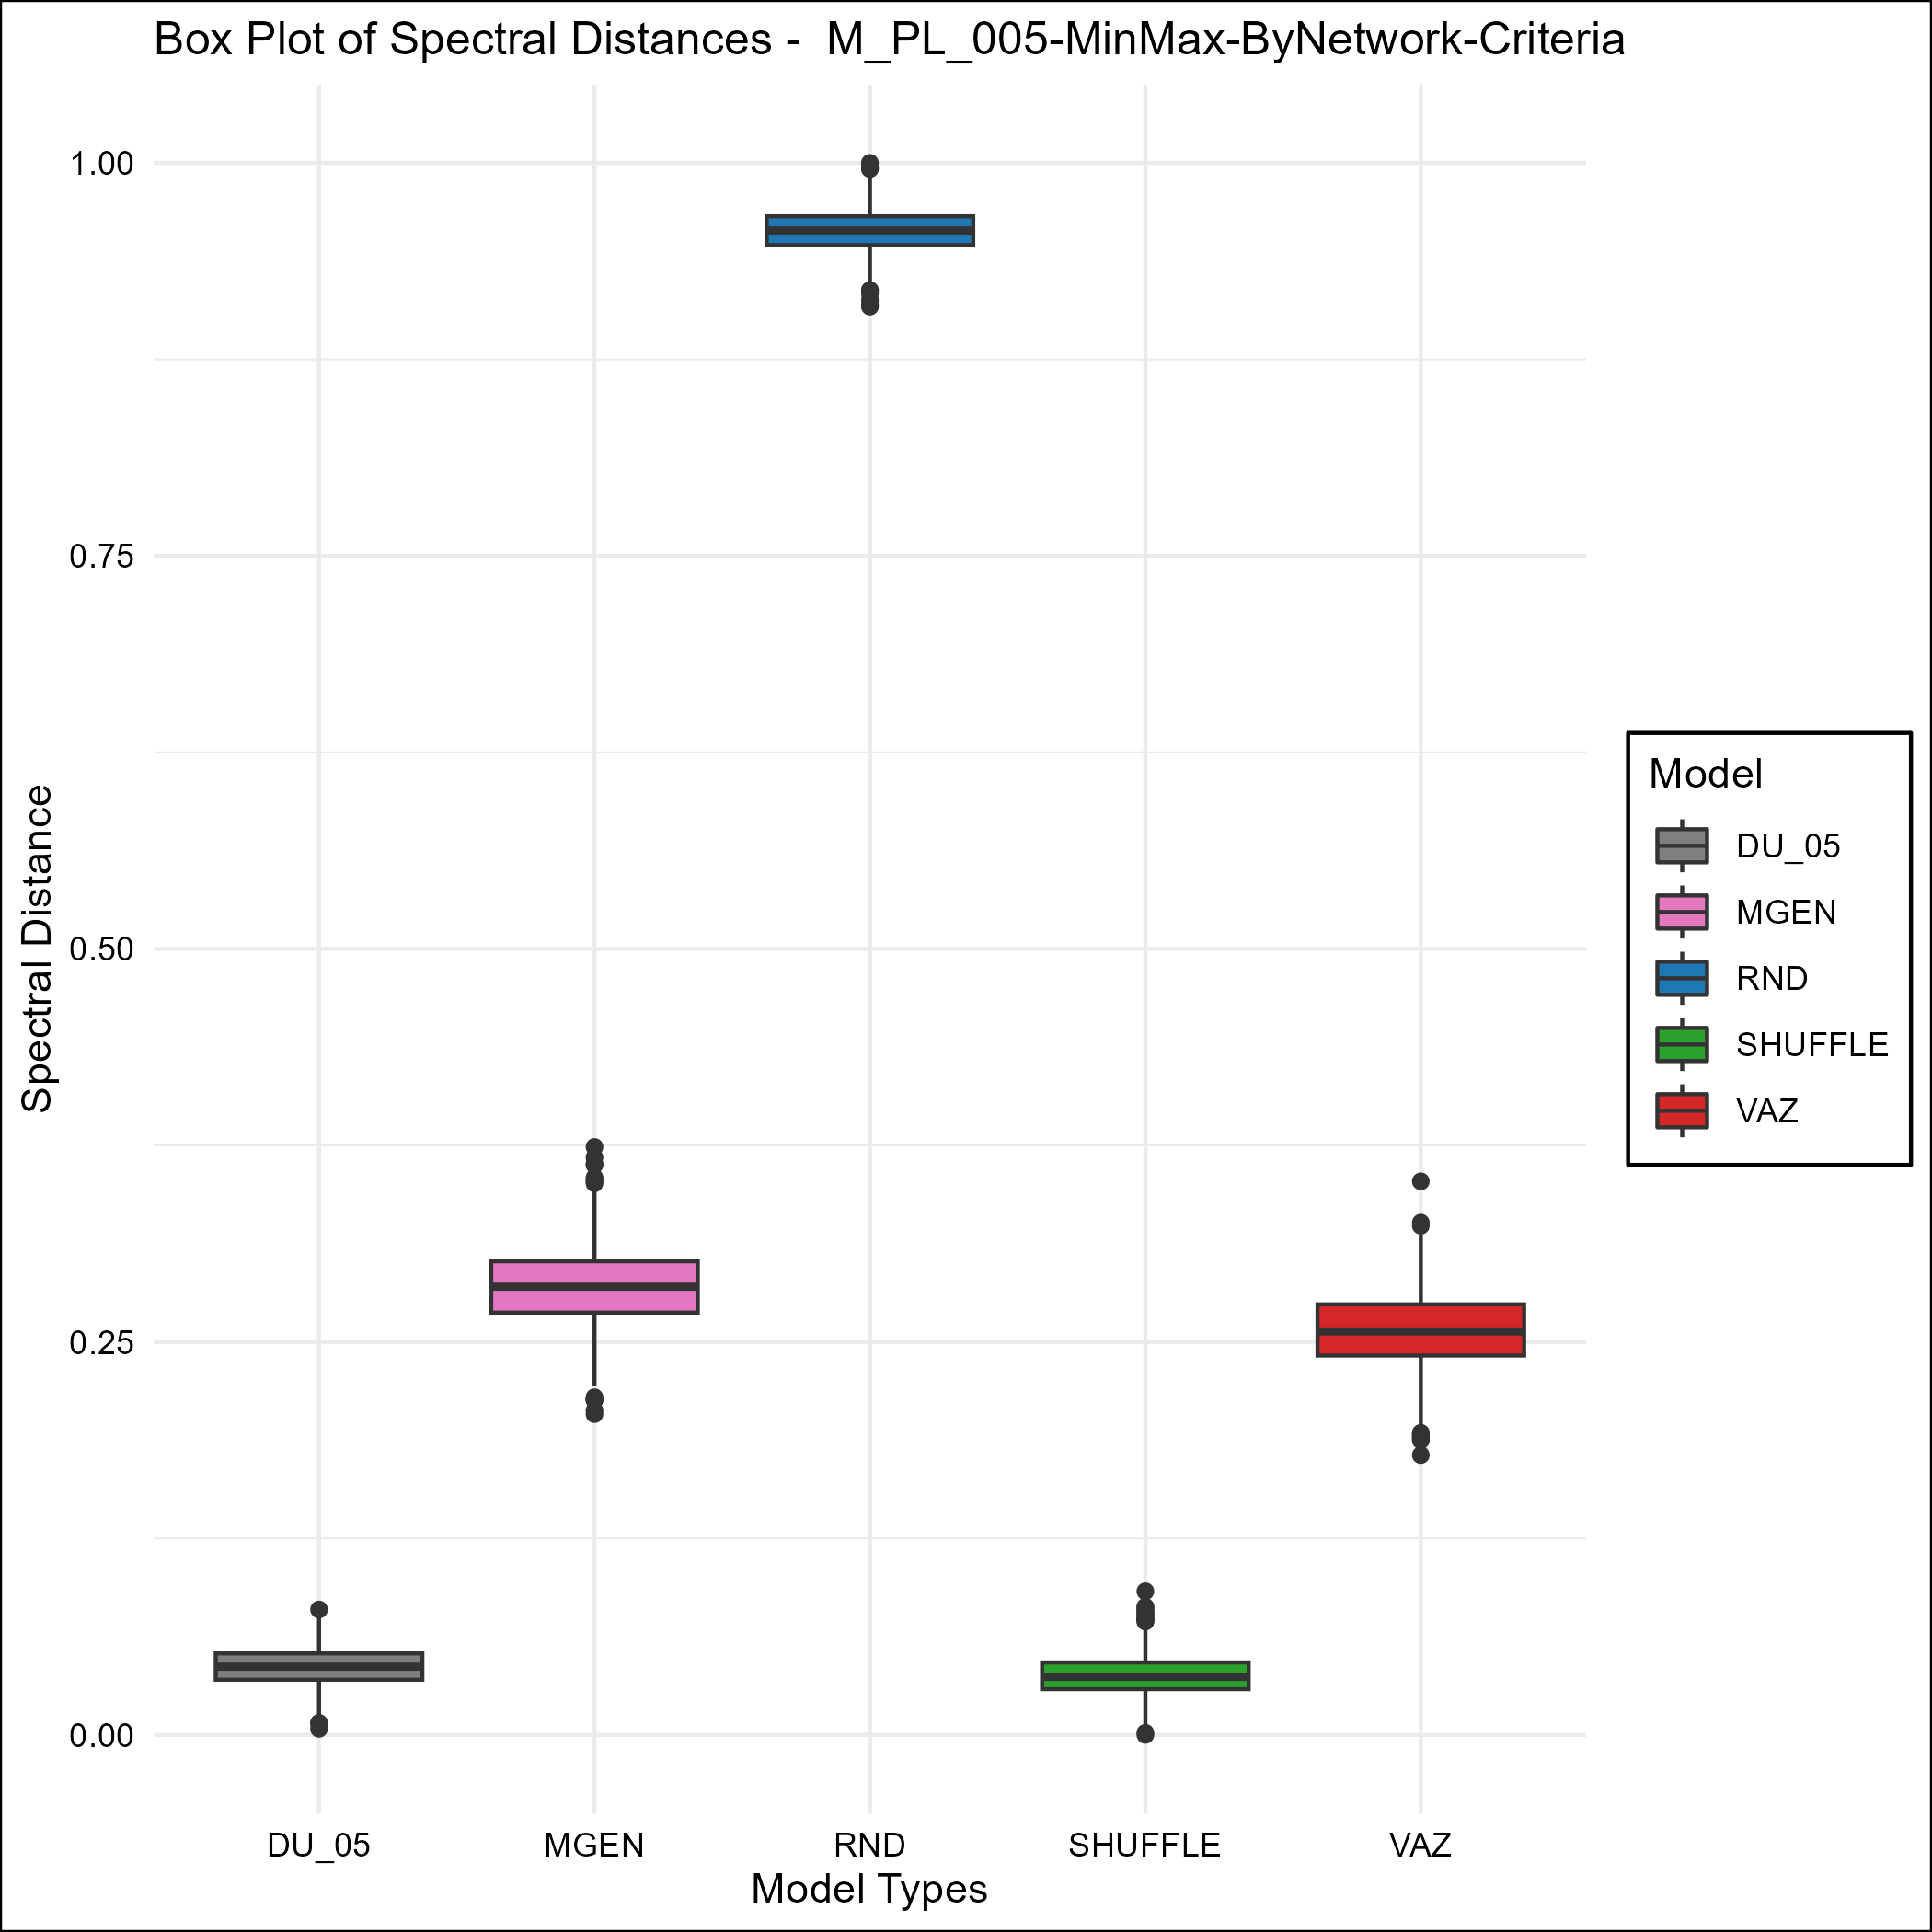 Box Plot of Spectral Distances -  M_PL_005-MinMax-ByNetwork-Criteria
Spectral Distance
1.00
0.75
0.50
0.25
0.00
DU_05
MGEN
RND
SHUFFLE
VAZ
Model Types
Model
DU_05
MGEN
RND
SHUFFLE
VAZ